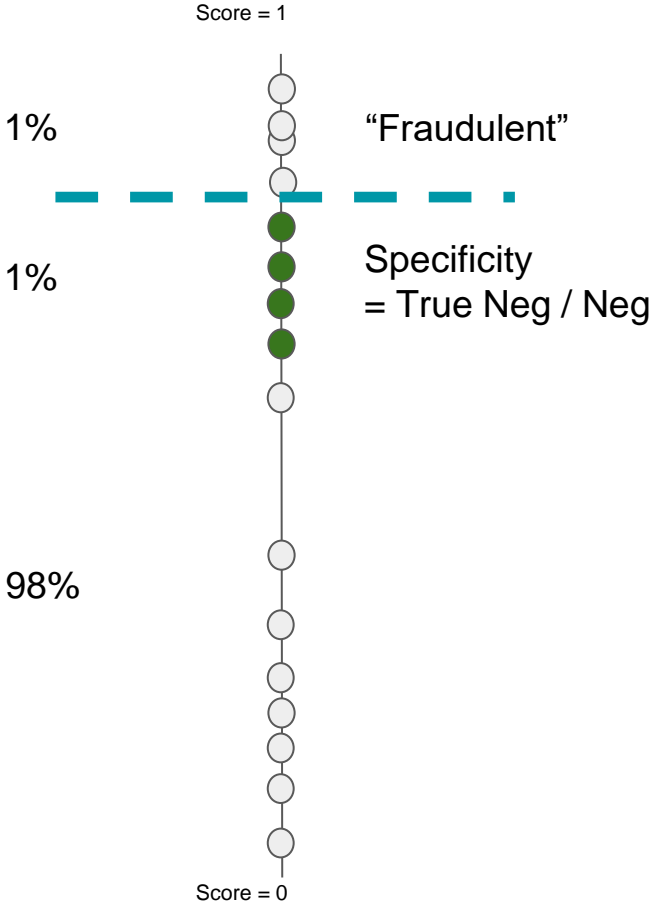 Score = 1
1%
“Fraudulent”
1%
Specificity
= True Neg / Neg
98%
Score = 0